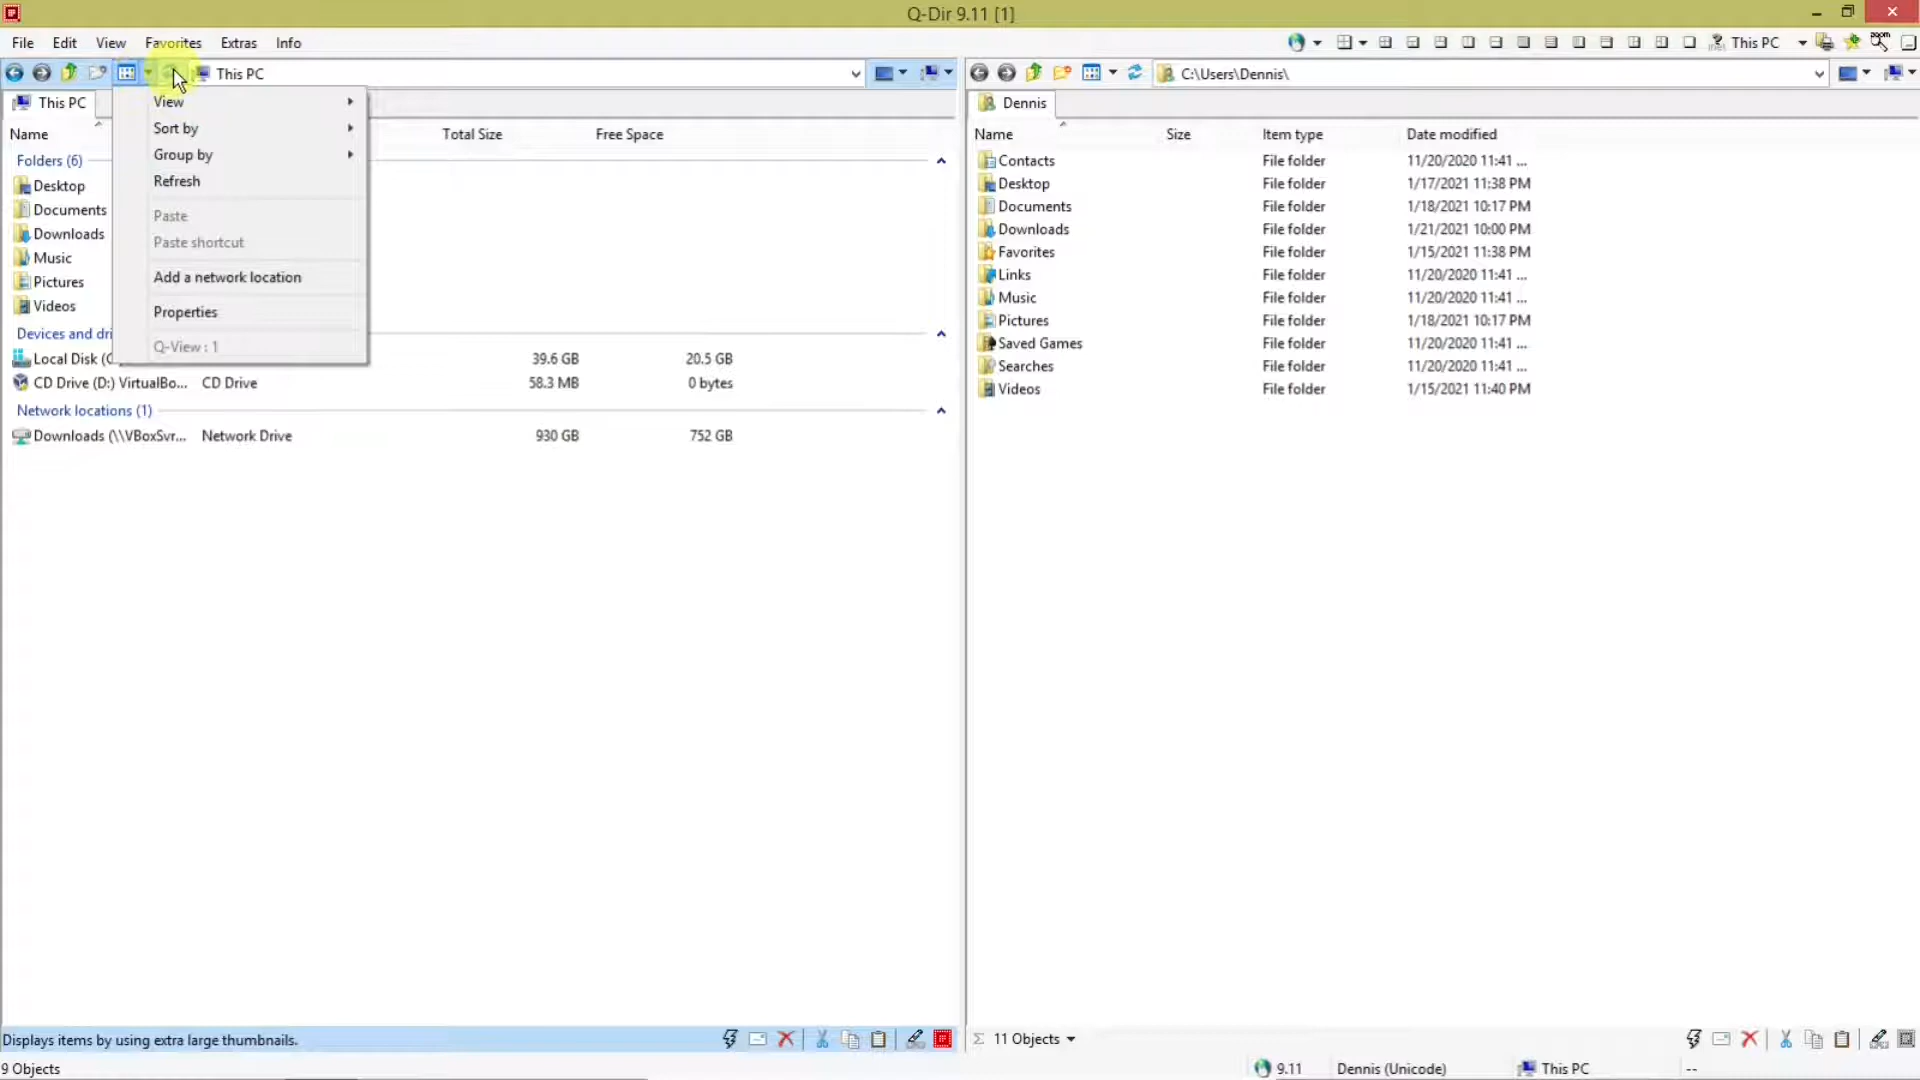 Q-Dir 9.11 [1]
File Edit View Favorites Extras Info
This PC
This PC
C:\Users\Dennis\
This PC
Dennis
View
Sort by
Group by
Refresh
Paste
Paste shortcut
Add a network location
Properties
Q-View : 1
Name Total Size Free Space
Folders (6)
Desktop
Documents
Downloads
Music
Pictures
Videos
Devices and dri
Local Disk (C 39.6 GB 20.5 GB
CD Drive (D:) VirtualBo... CD Drive 58.3 MB 0 bytes
Network locations (1)
Downloads (\\VBoxSvr... Network Drive 930 GB 752 GB
Name Size Item type Date modified
Contacts File folder 11/20/2020 11:41 ...
Desktop File folder 1/17/2021 11:38 PM
Documents File folder 1/18/2021 10:17 PM
Downloads File folder 1/21/2021 10:00 PM
Favorites File folder 1/15/2021 11:38 PM
Links File folder 11/20/2020 11:41 ...
Music File folder 11/20/2020 11:41 ...
Pictures File folder 1/18/2021 10:17 PM
Saved Games File folder 11/20/2020 11:41 ...
Searches File folder 11/20/2020 11:41 ...
Videos File folder 1/15/2021 11:40 PM
Displays items by using extra large thumbnails.
11 Objects
9 Objects
9.11 Dennis (Unicode) This PC --